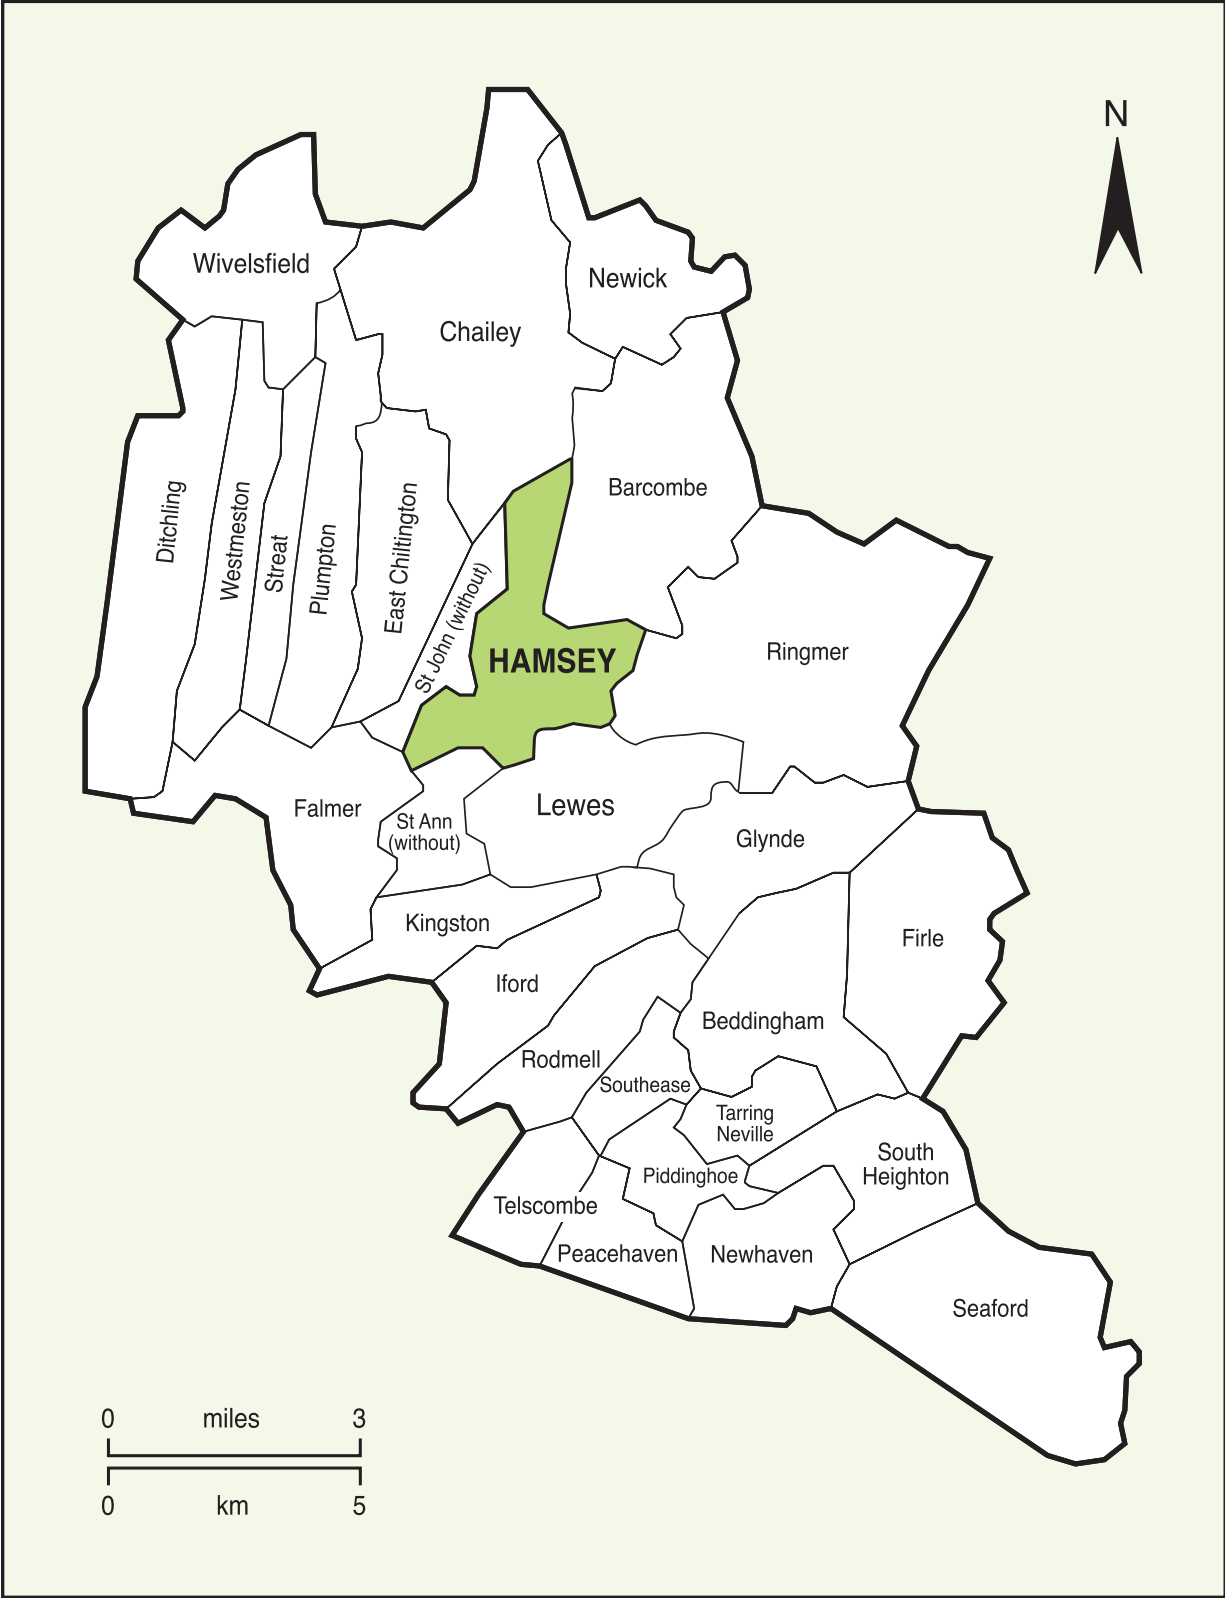 N
Wivelsfield
Newick
Chailey
Barcombe
Ditchling
Westmeston
Streat
Plumpton
East Chiltington
St John (without)
HAMSEY
Ringmer
Falmer
St Ann
(without)
Lewes
Glynde
Kingston
Firle
Iford
Beddingham
Rodmell
Southease
Tarring
Neville
South
Heighton
Piddinghoe
Telscombe
Peacehaven
Newhaven
Seaford
0 miles 3
0 km 5